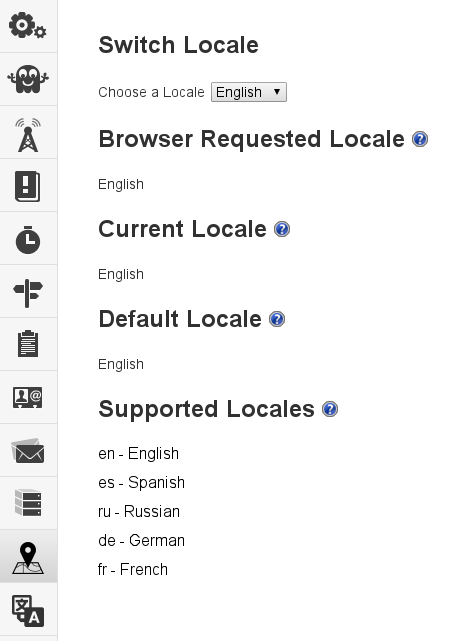 Switch Locale
Choose a Locale English
Browser Requested Locale
English
Current Locale
English
Default Locale
English
Supported Locales
en - English
es - Spanish
ru - Russian
de - German
fr - French